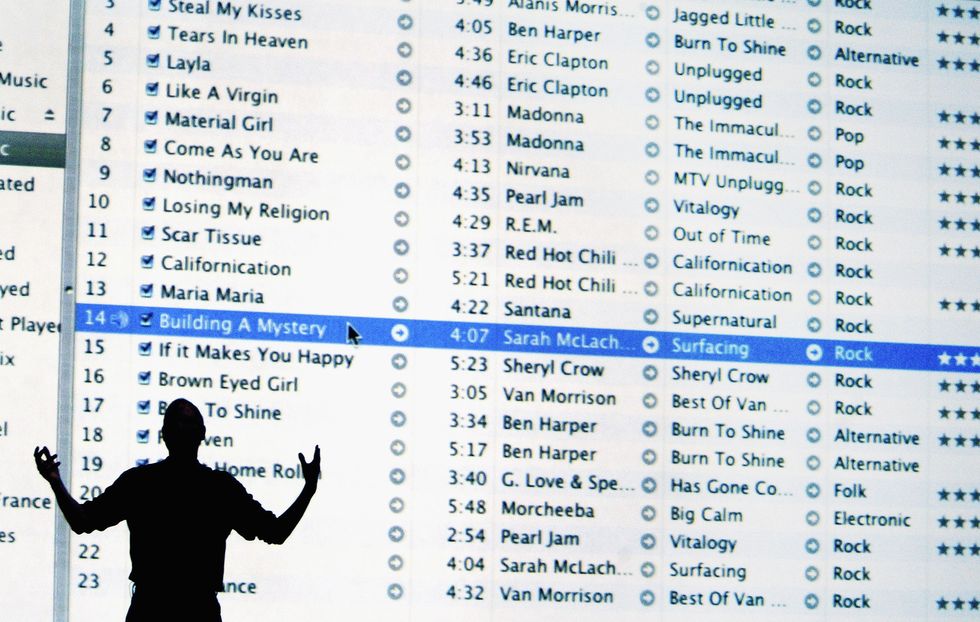 Alanis Morris... Jagged Little ... Rock
3 Steal My Kisses 4:05 Ben Harper Burn To Shine Alternative
4 Tears In Heaven 4:36 Eric Clapton Unplugged Rock
Music 5 Layla 4:46 Eric Clapton Unplugged Rock
ic 6 Like A Virgin 3:11 Madonna The Immacul... Pop
c 7 Material Girl 3:53 Madonna The Immacul... Pop
ated 8 Come As You Are 4:13 Nirvana MTV Unplugg... Rock
9 Nothingman 4:35 Pearl Jam Vitalogy Rock
10 Losing My Religion 4:29 R.E.M. Out of Time Rock
ed 11 Scar Tissue 3:37 Red Hot Chili ... Californication Rock
yed 12 Californication 5:21 Red Hot Chili ... Californication Rock
13 Maria Maria 4:22 Santana Supernatural Rock
t Playe 14 Building A Mystery 4:07 Sarah McLach... Surfacing Rock
ix 15 If it Makes You Happy 5:23 Sheryl Crow Sheryl Crow Rock
16 Brown Eyed Girl 3:05 Van Morrison Best Of Van ... Rock
el 17 To Shine 3:34 Ben Harper Burn To Shine Alternative
18 5:17 Ben Harper Burn To Shine Alternative
rance 19 Home Roll 3:40 G. Love & Spe... Has Gone Co... Folk
es 20 5:48 Morcheeba Big Calm Electronic
2:54 Pearl Jam Vitalogy Rock
22 4:04 Sarah McLach... Surfacing Rock
23 ance 4:32 Van Morrison Best Of Van ... Rock